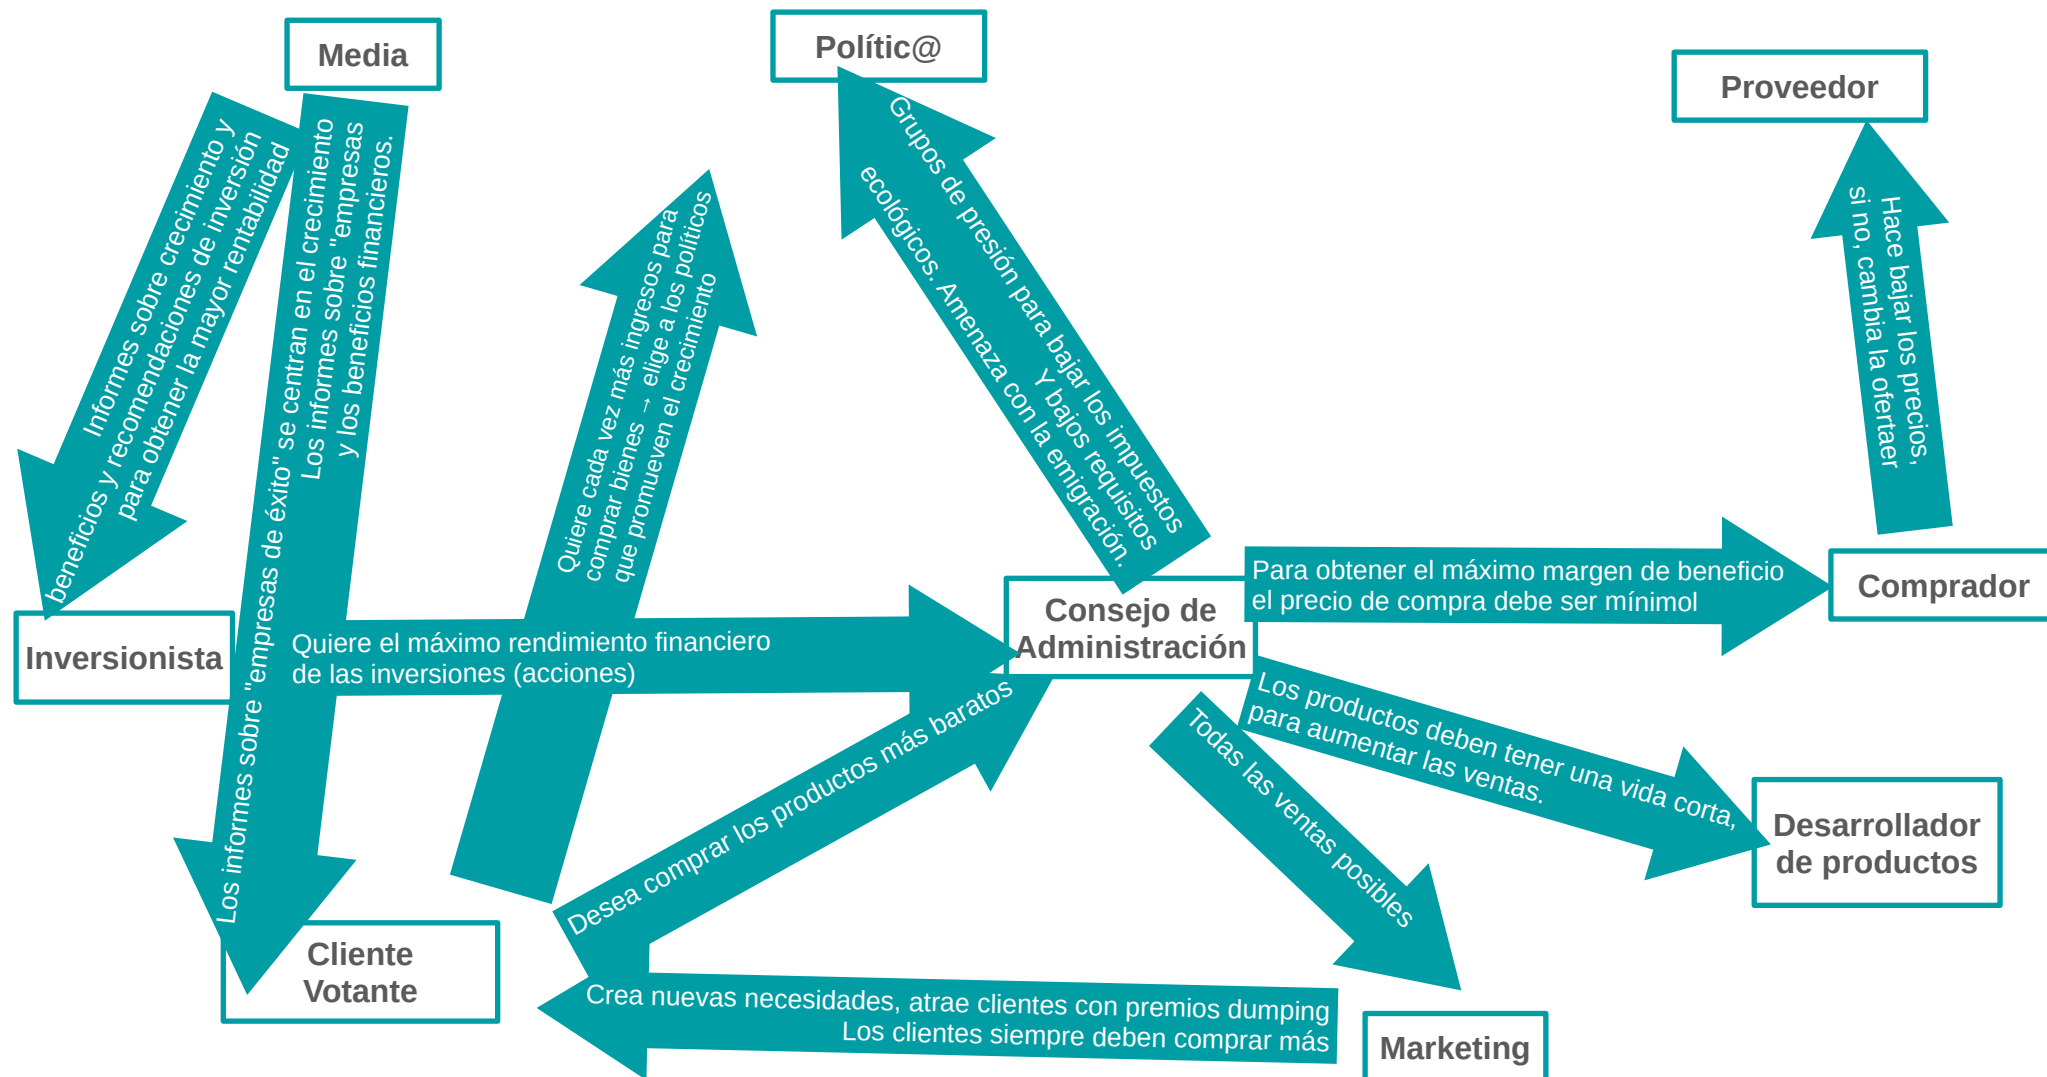 Media
Polític@
Proveedor
Informes sobre crecimiento y
beneficios y recomendaciones de inversión
para obtener la mayor rentabilidad
Los informes sobre "empresas de éxito" se centran en el crecimiento
Los informes sobre "empresas
y los beneficios financieros.
Quiere cada vez más ingresos para
comprar bienes → elige a los políticos
que promueven el crecimiento
Grupos de presión para bajar los impuestos
Y bajos requisitos
ecológicos. Amenaza con la emigración.
Hace bajar los precios,
si no, cambia la ofertaer
Inversionista
Quiere el máximo rendimiento financiero
de las inversiones (acciones)
Consejo de
Administración
Para obtener el máximo margen de beneficio
el precio de compra debe ser mínimol
Comprador
Desea comprar los productos más baratos
Todas las ventas posibles
Los productos deben tener una vida corta,
para aumentar las ventas.
Desarrollador
de productos
Cliente
Votante
Crea nuevas necesidades, atrae clientes con premios dumping
Los clientes siempre deben comprar más
Marketing